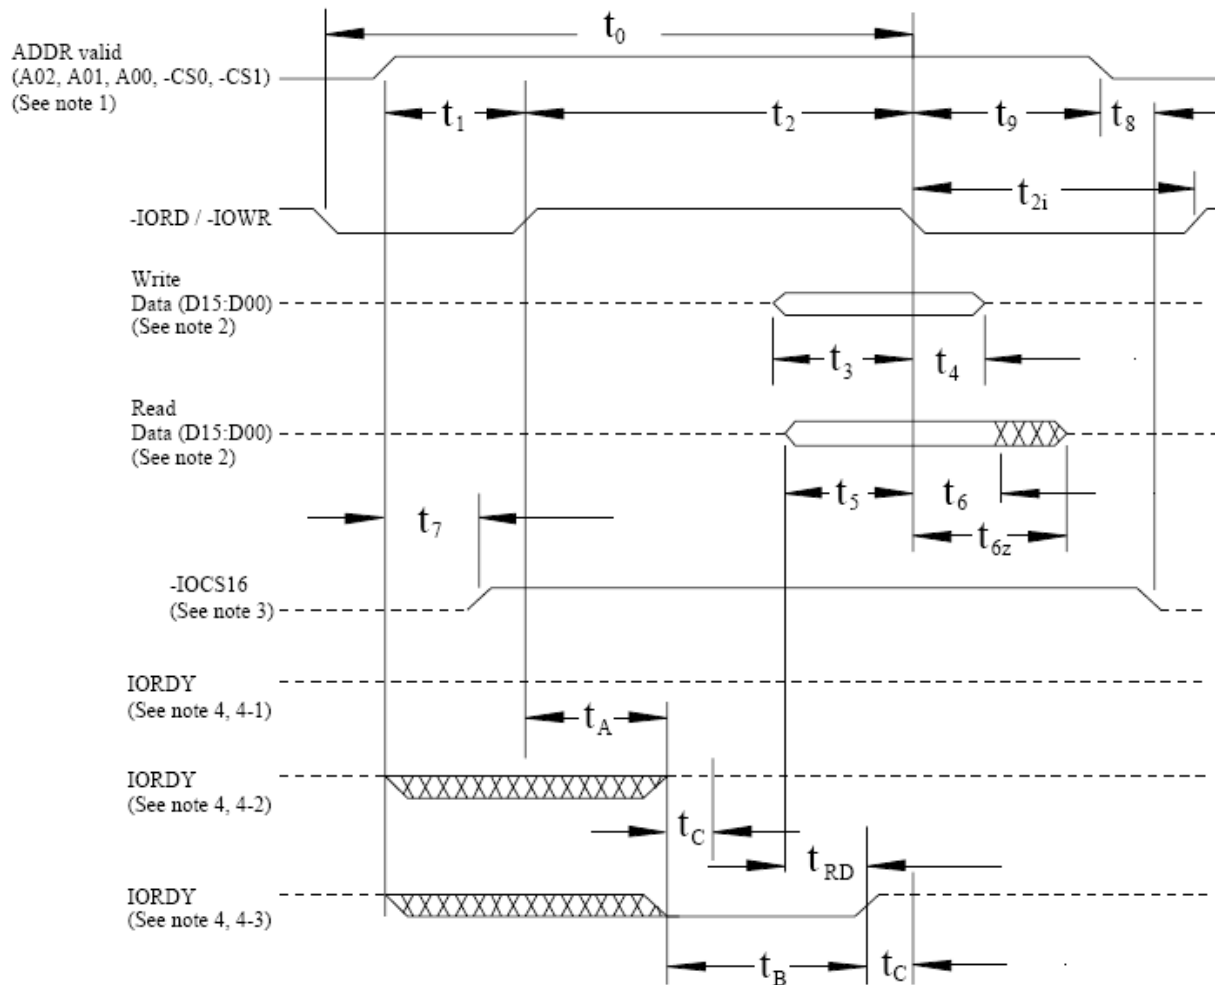 t0
ADDR valid
(A02, A01, A00, -CS0, -CS1)
(See note 1)
t1
t2
t9
t8
t2i
-IORD / -IOWR
Write
Data (D15:D00)
(See note 2)
t3
t4
Read
Data (D15:D00)
(See note 2)
t5
t6
t7
t6z
-IOCS16
(See note 3)
IORDY
(See note 4, 4-1)
tA
IORDY
(See note 4, 4-2)
tC
tRD
IORDY
(See note 4, 4-3)
tB
tC